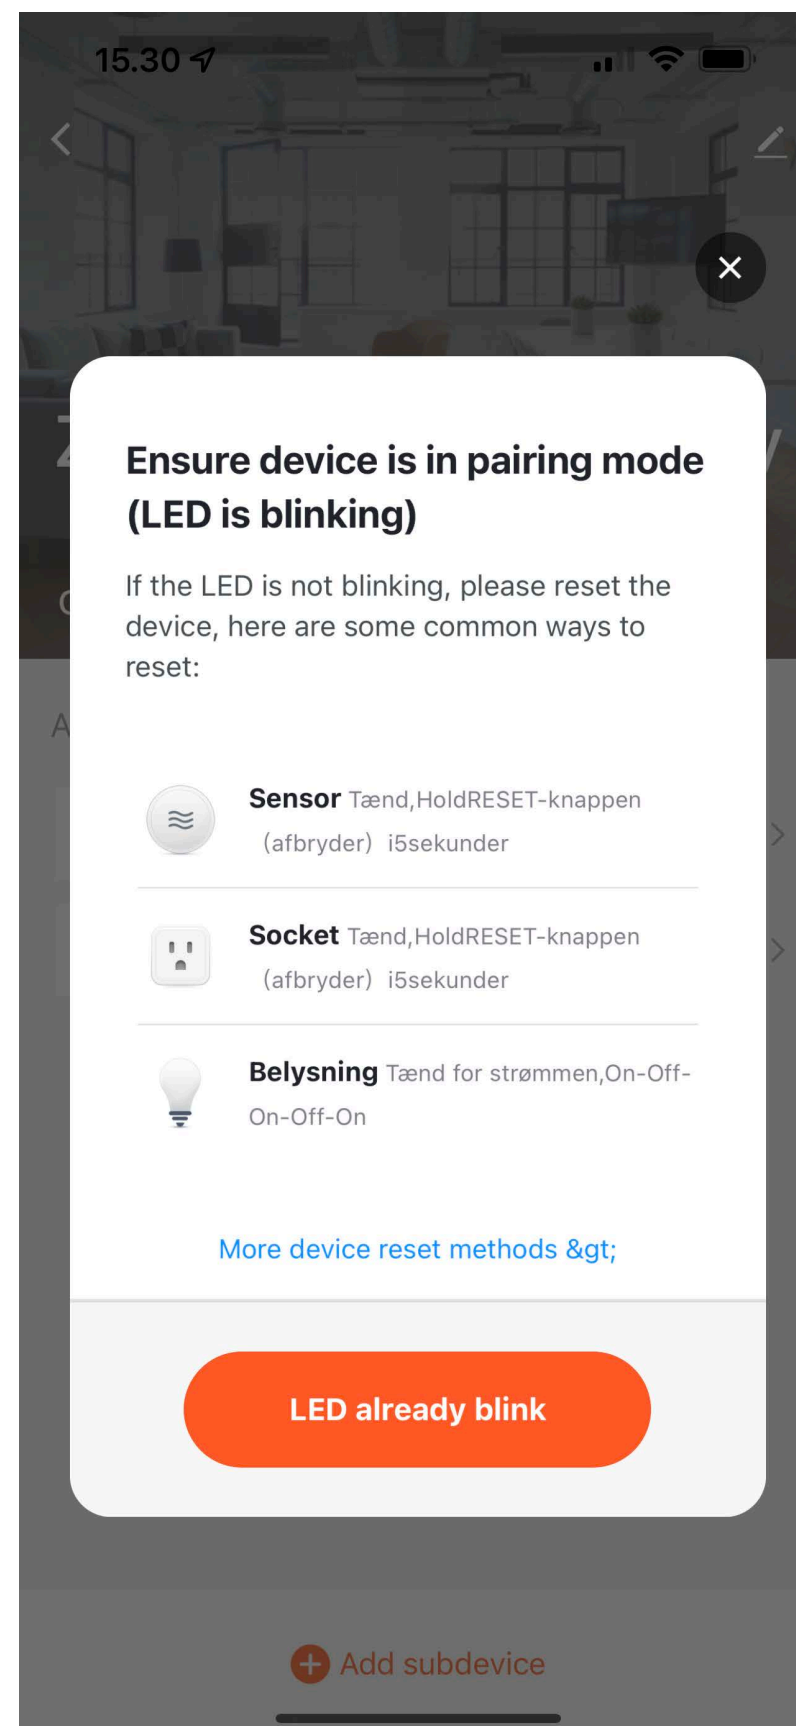 15.30
Ensure device is in pairing mode
(LED is blinking)
If the LED is not blinking, please reset the
device, here are some common ways to
reset:
Sensor Tænd,HoldRESET-knappen
（afbryder）i5sekunder
Socket Tænd,HoldRESET-knappen
（afbryder）i5sekunder
Belysning Tænd for strømmen,On-Off-
On-Off-On
More device reset methods &gt;
LED already blink
Add subdevice